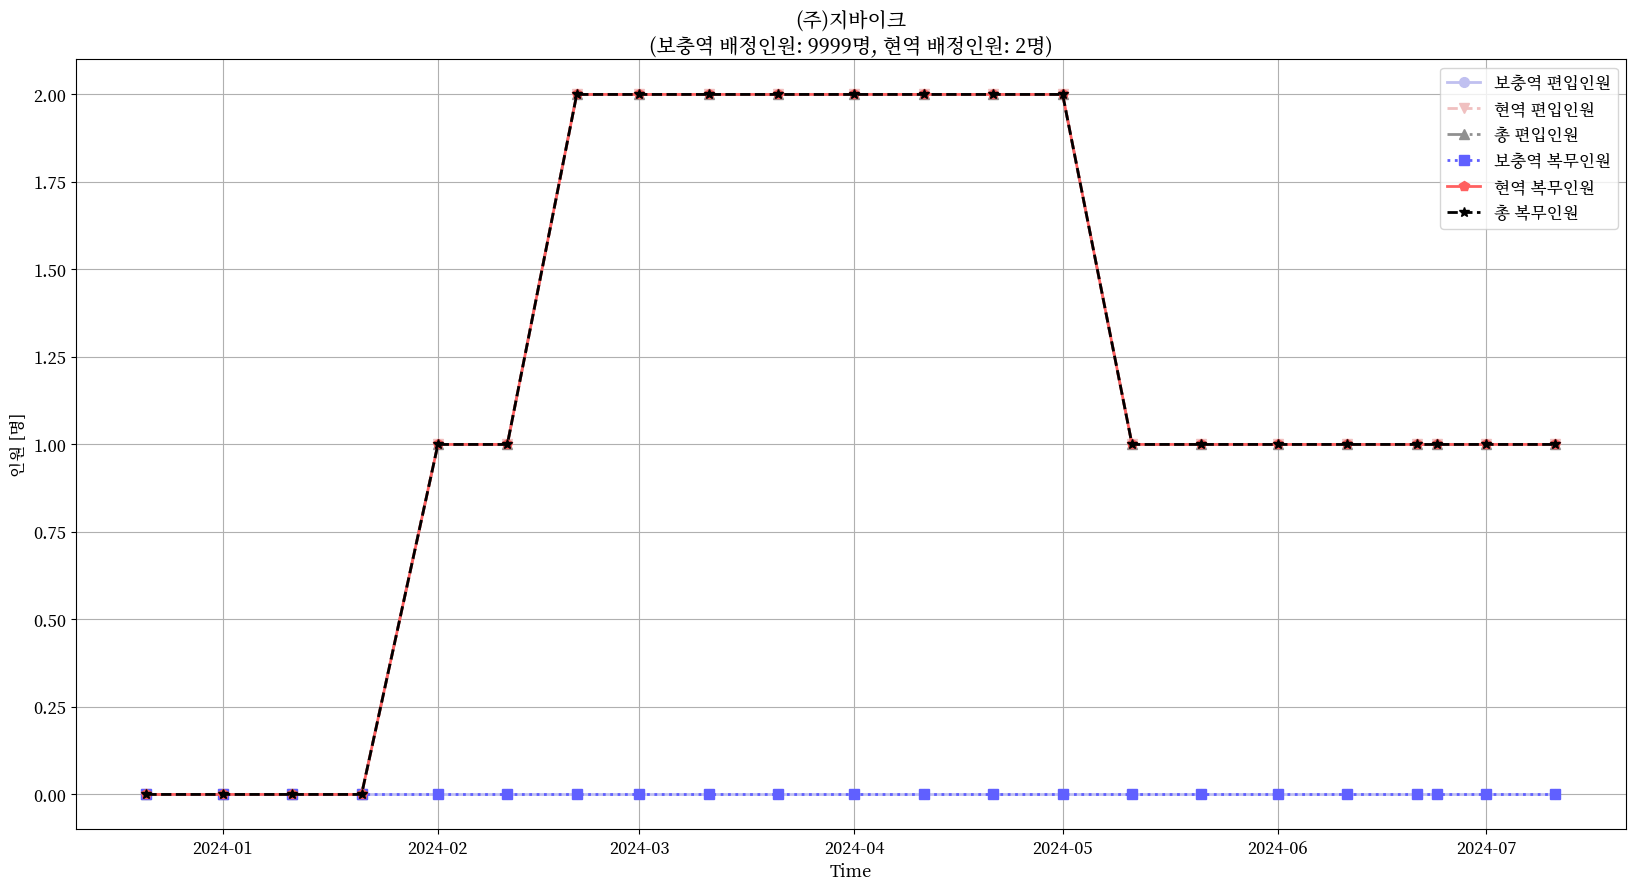 (주)지바이크
(보충역 배정인원: 9999명, 현역 배정인원: 2명)
보충역 편입인원
현역 편입인원
총 편입인원
보충역 복무인원
현역 복무인원
총 복무인원
2.00
1.75
1.50
1.25
1.00
0.75
0.50
0.25
0.00
인원 [명]
2024-01
2024-02
2024-03
2024-04
2024-05
2024-06
2024-07
Time